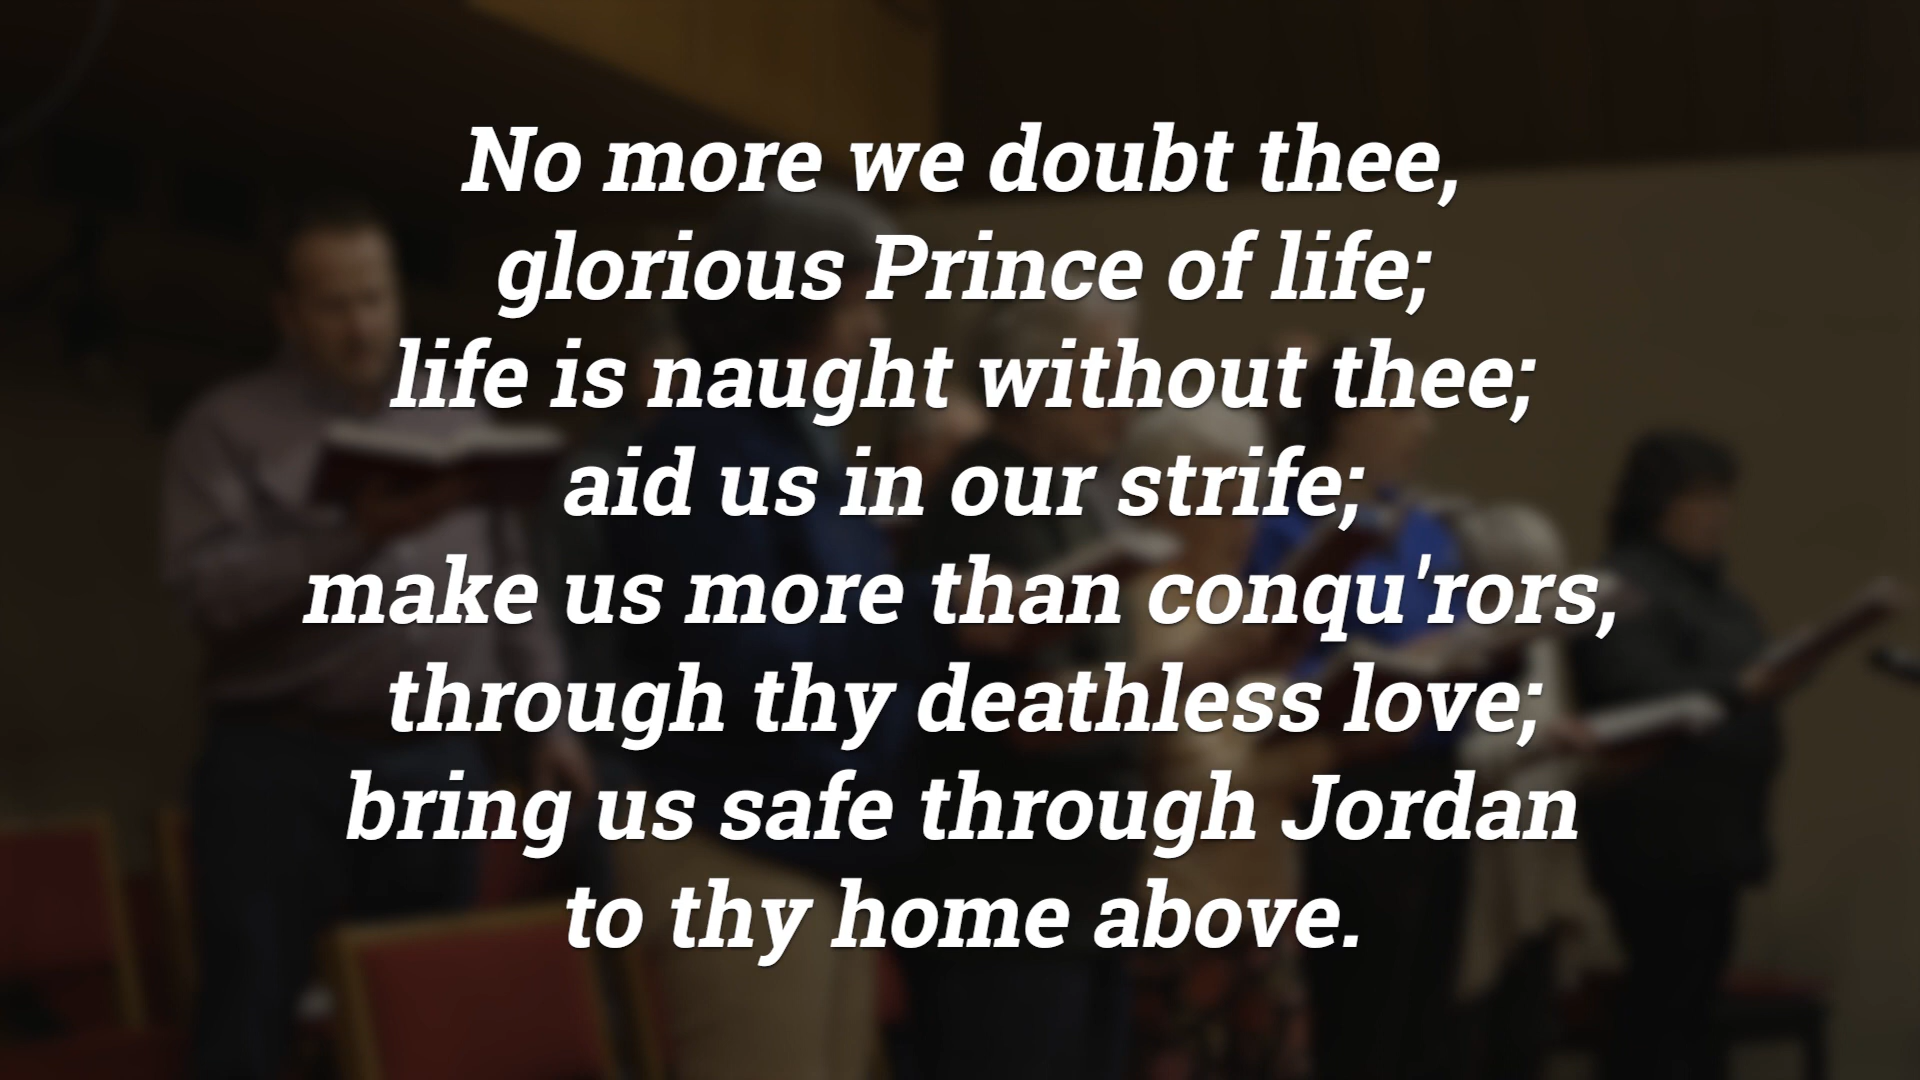 No more we doubt thee,
glorious Prince of life;
life is naught without thee;
aid us in our strife;
make us more than conqu'rors,
through thy deathless love;
bring us safe through Jordan
to thy home above.